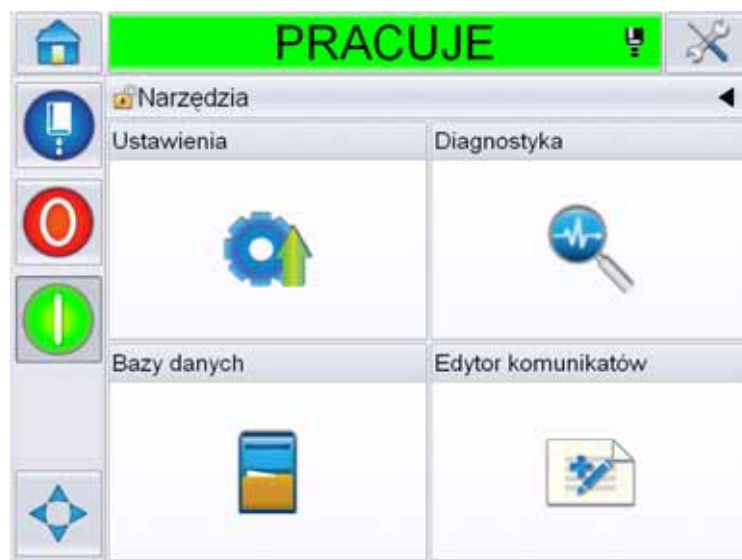 PRACUJE
Narzędzia
Ustawienia
Diagnostyka
Bazy danych
Edytor komunikatów